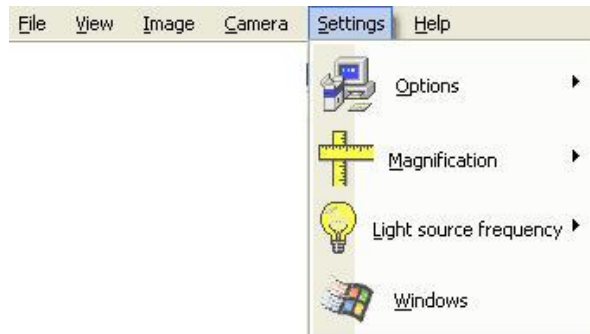 File View Image Camera Settings Help
Options
Magnification
Light source frequency
Windows